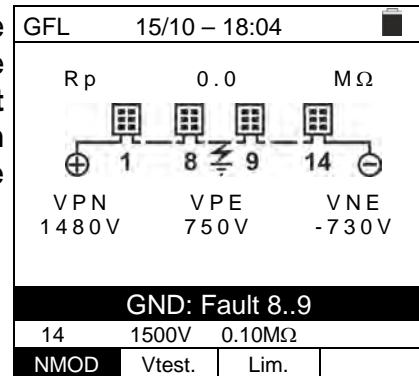 GFL 15/10 – 18:04
Rp 0.0 MΩ
1 8 9 14
VPN VPE VNE
1480V 750V -730V
GND: Fault 8..9
14 1500V 0.10MΩ
NMOD Vtest. Lim.